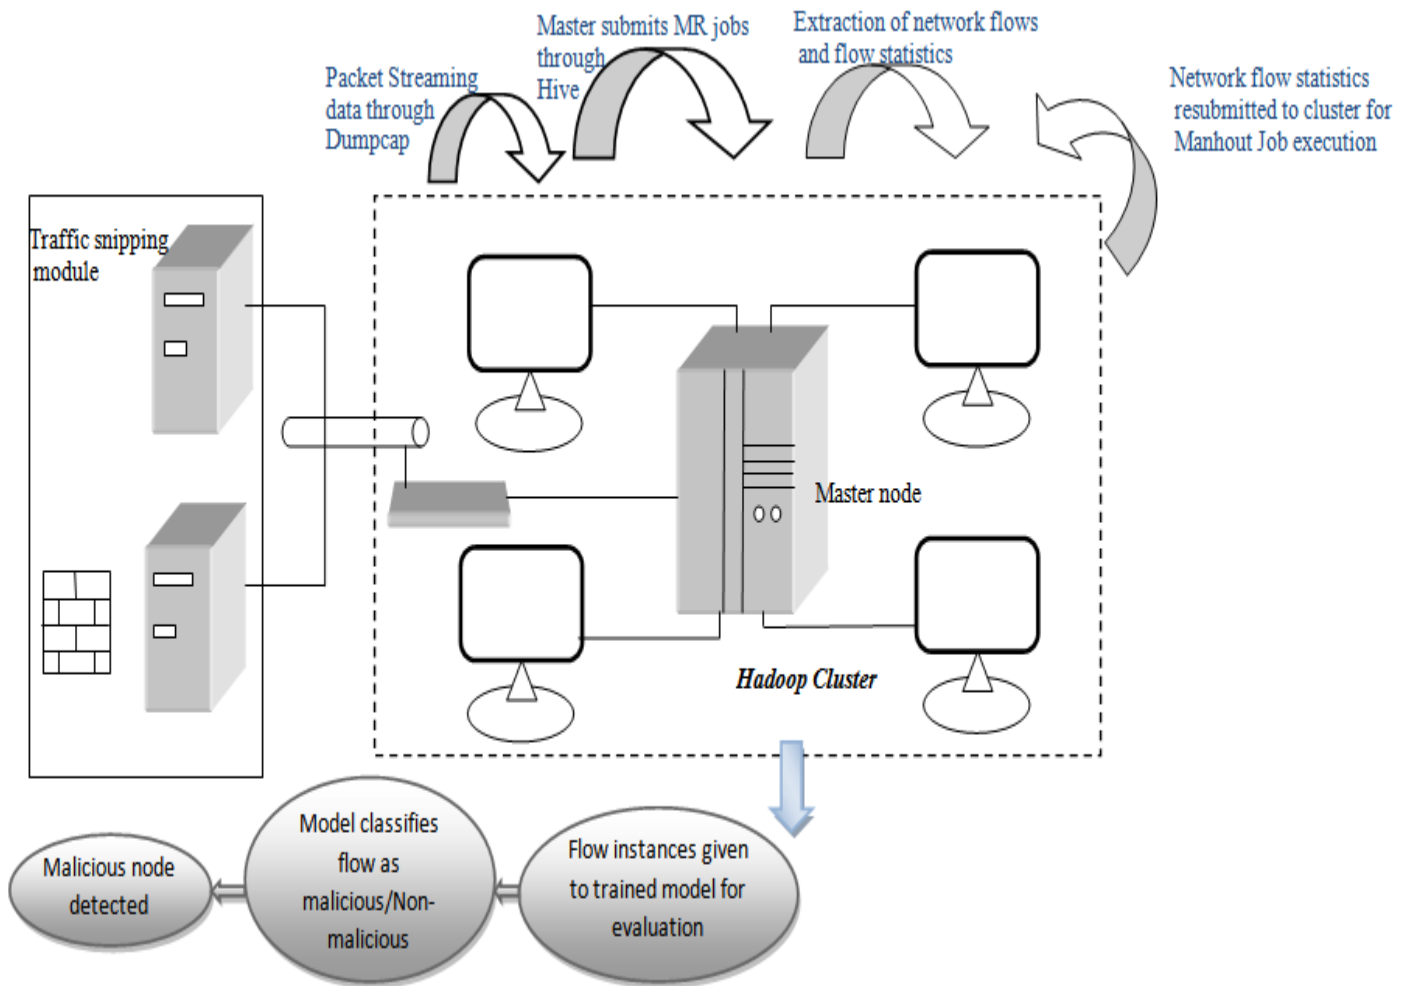 Packet Streaming
data through
Dumpcap
Master submits MR jobs
through
Hive
Extraction of network flows
and flow statistics
Network flow statistics
resubmitted to cluster for
Manhout Job execution
Traffic snipping
module
Master node
Hadoop Cluster
Flow instances given
to trained model for
evaluation
Model classifies
flow as
malicious/Non-
malicious
Malicious node
detected